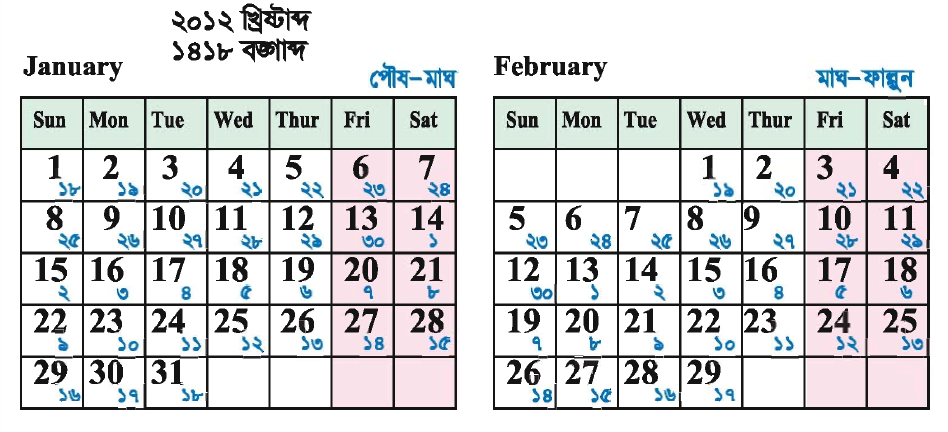 ২০১২ খ্রিষ্টাব্দ
১৪১৮ বঙ্গাব্দ
January
পৌষ–মাঘ
Sun Mon Tue Wed Thur Fri Sat
1 2 3 4 5 6 7
১৮ ১৯ ২০ ২১ ২২ ২৩ ২৪
8 9 10 11 12 13 14
২৫ ২৬ ২৭ ২৮ ২৯ ৩০ ১
15 16 17 18 19 20 21
২ ৩ ৪ ৫ ৬ ৭ ৮
22 23 24 25 26 27 28
৯ ১০ ১১ ১২ ১৩ ১৪ ১৫
29 30 31
১৬ ১৭ ১৮
February
মাঘ–ফাল্গুন
Sun Mon Tue Wed Thur Fri Sat
1 2 3 4
১৯ ২০ ২১ ২২
5 6 7 8 9 10 11
২৩ ২৪ ২৫ ২৬ ২৭ ২৮ ২৯
12 13 14 15 16 17 18
৩০ ১ ২ ৩ ৪ ৫ ৬
19 20 21 22 23 24 25
৭ ৮ ৯ ১০ ১১ ১২ ১৩
26 27 28 29
১৪ ১৫ ১৬ ১৭